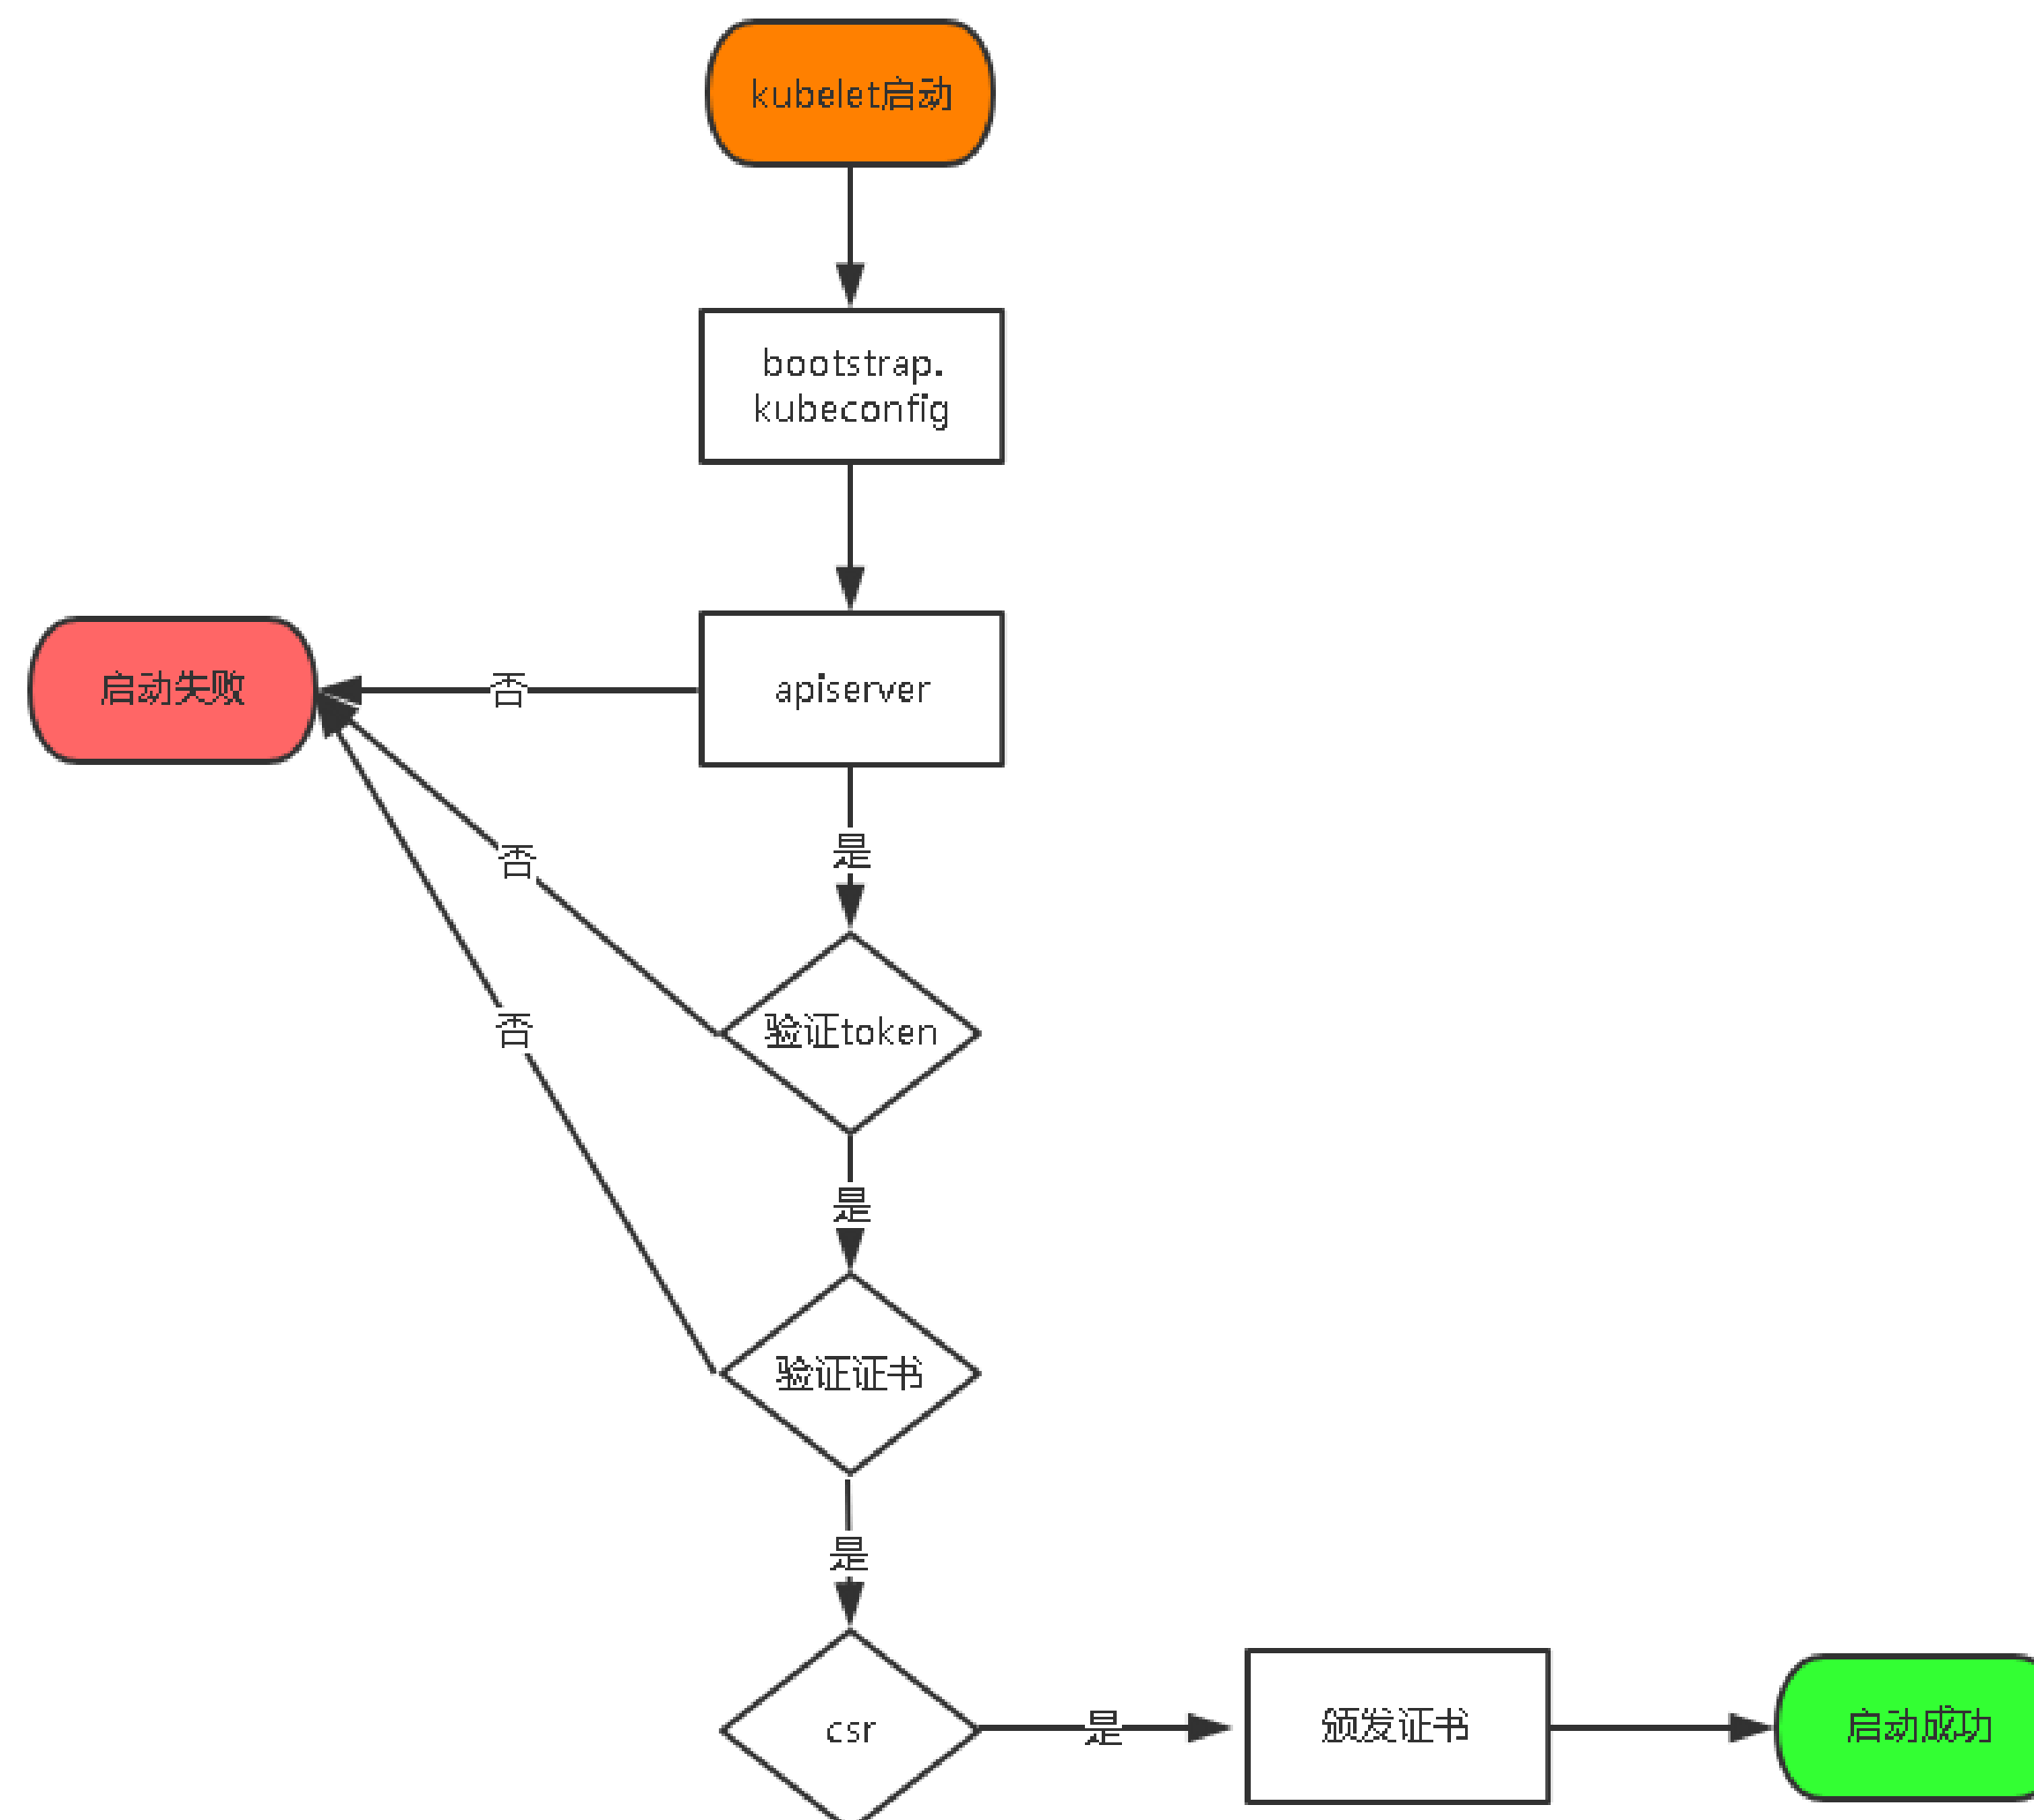 kubelet启动
bootstrap.
kubeconfig
启动失败
否
apiserver
否
是
验证token
否
是
验证证书
是
csr
是
颁发证书
启动成功